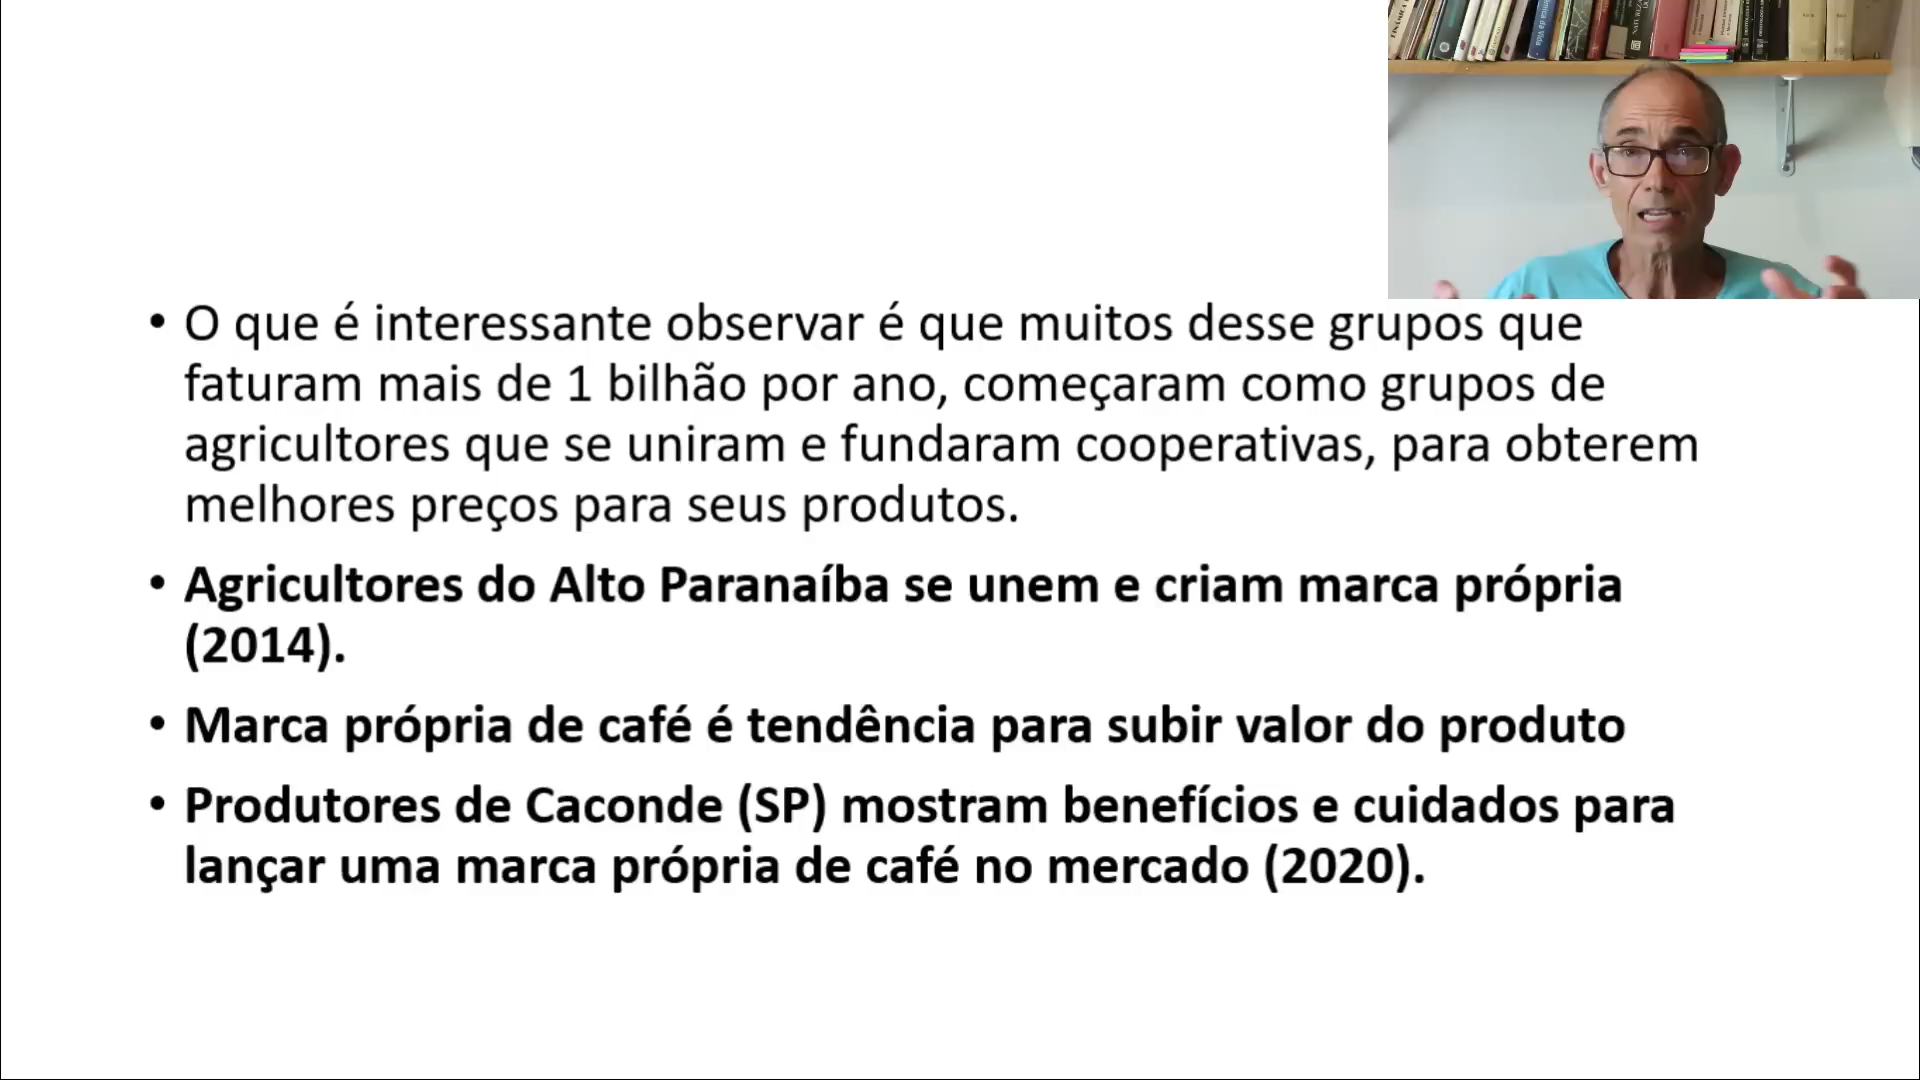 • O que é interessante observar é que muitos desse grupos que
faturam mais de 1 bilhão por ano, começaram como grupos de
agricultores que se uniram e fundaram cooperativas, para obterem
melhores preços para seus produtos.
• Agricultores do Alto Paranaíba se unem e criam marca própria
(2014).
• Marca própria de café é tendência para subir valor do produto
• Produtores de Caconde (SP) mostram benefícios e cuidados para
lançar uma marca própria de café no mercado (2020).